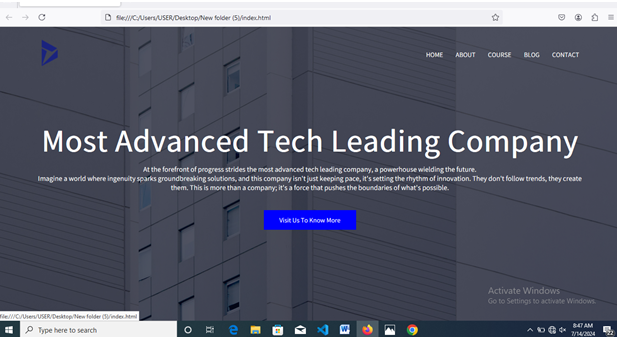 file:///C:/Users/USER/Desktop/New folder (5)/index.html
HOME ABOUT COURSE BLOG CONTACT
Most Advanced Tech Leading Company
At the forefront of progress strides the most advanced tech leading company, a powerhouse wielding the future.
Imagine a world where ingenuity sparks groundbreaking solutions, and this company isn't just keeping pace, it's setting the rhythm of innovation. They don't follow trends, they create
them. This is more than a company; it's a force that pushes the boundaries of what's possible.
Visit Us To Know More
Activate Windows
Go to Settings to activate Windows.
file:///C:/Users/USER/Desktop/New folder (5)/index.html
Type here to search
8:47 AM
7/14/2024
22